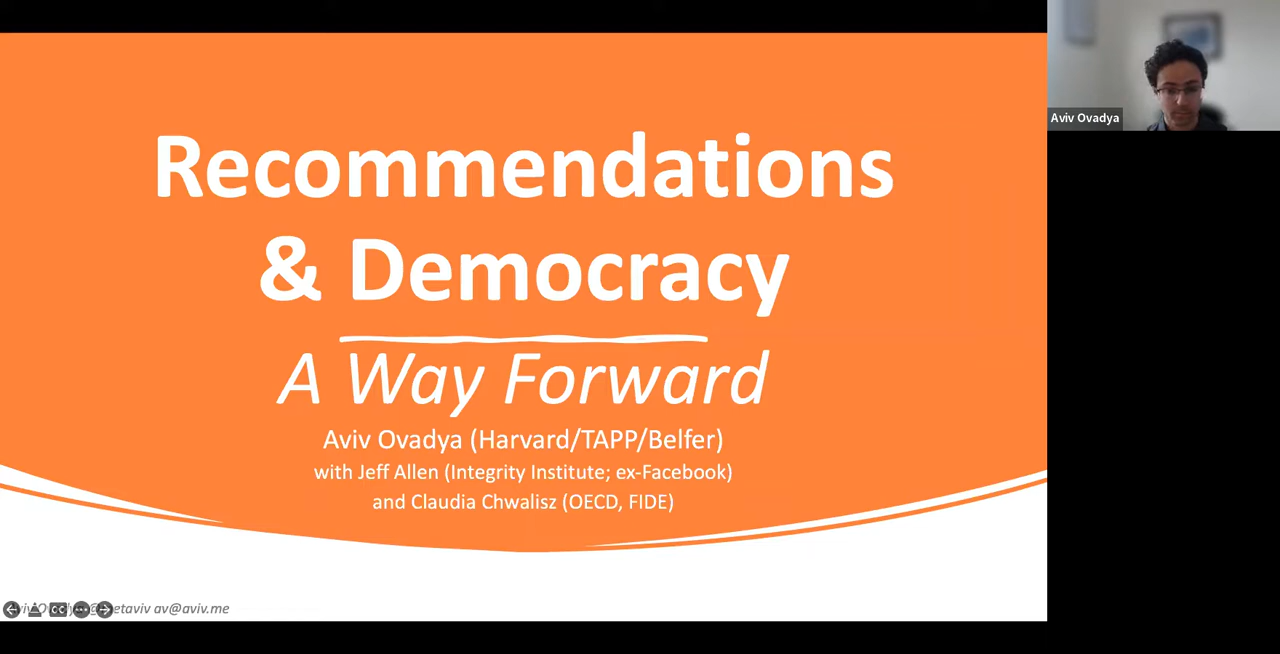 Recommendations
& Democracy
A Way Forward
Aviv Ovadya (Harvard/TAPP/Belfer)
with Jeff Allen (Integrity Institute; ex-Facebook)
and Claudia Chwalisz (OECD, FIDE)
av@aviv.me
Aviv Ovadya